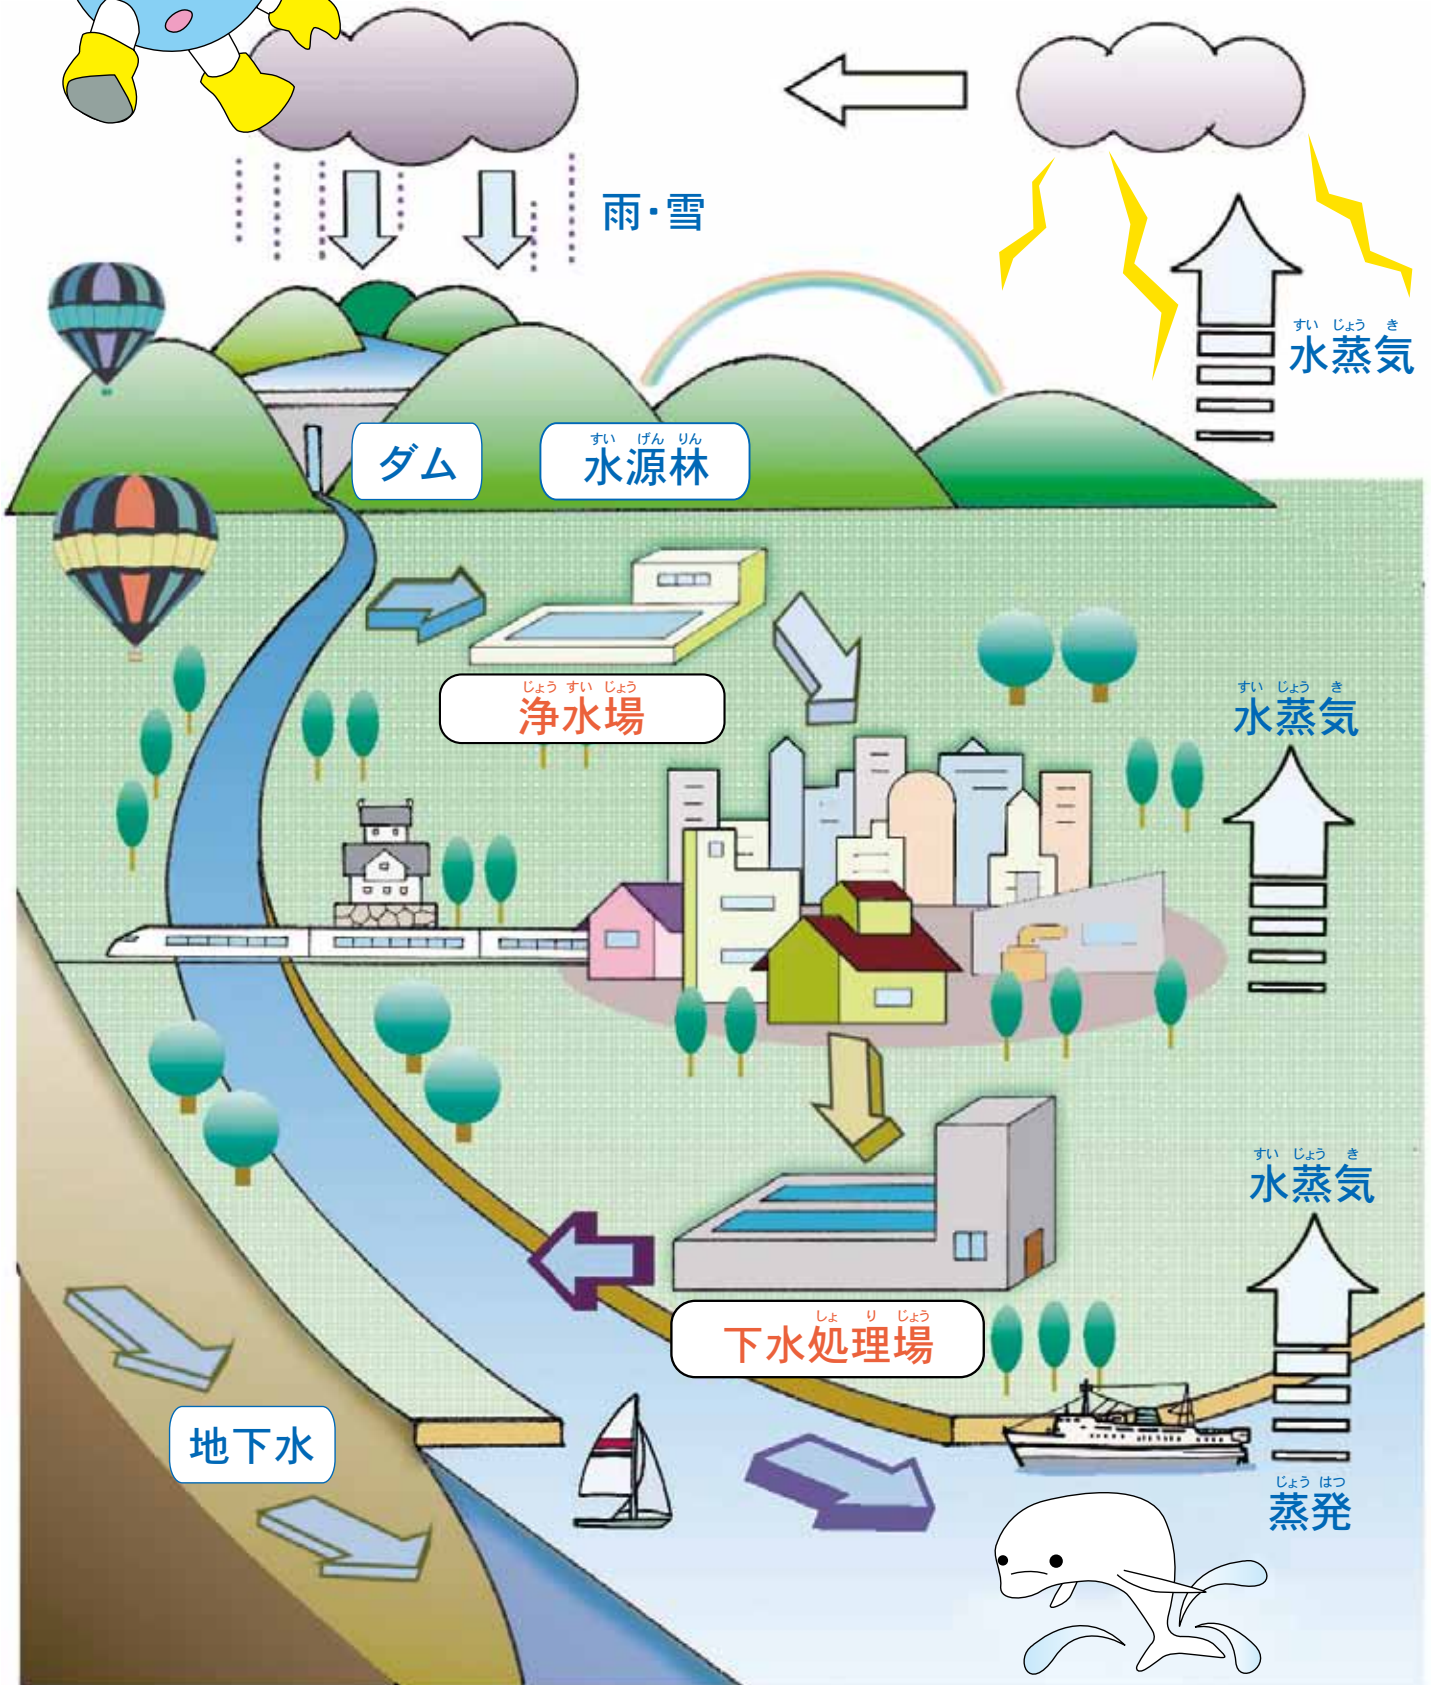 雨・雪
すい じょう き
水蒸気
ダム
すい げん りん
水源林
じょう すい じょう
浄水場
すい じょう き
水蒸気
すい じょう き
水蒸気
しょ り じょう
下水処理場
地下水
じょう はつ
蒸発